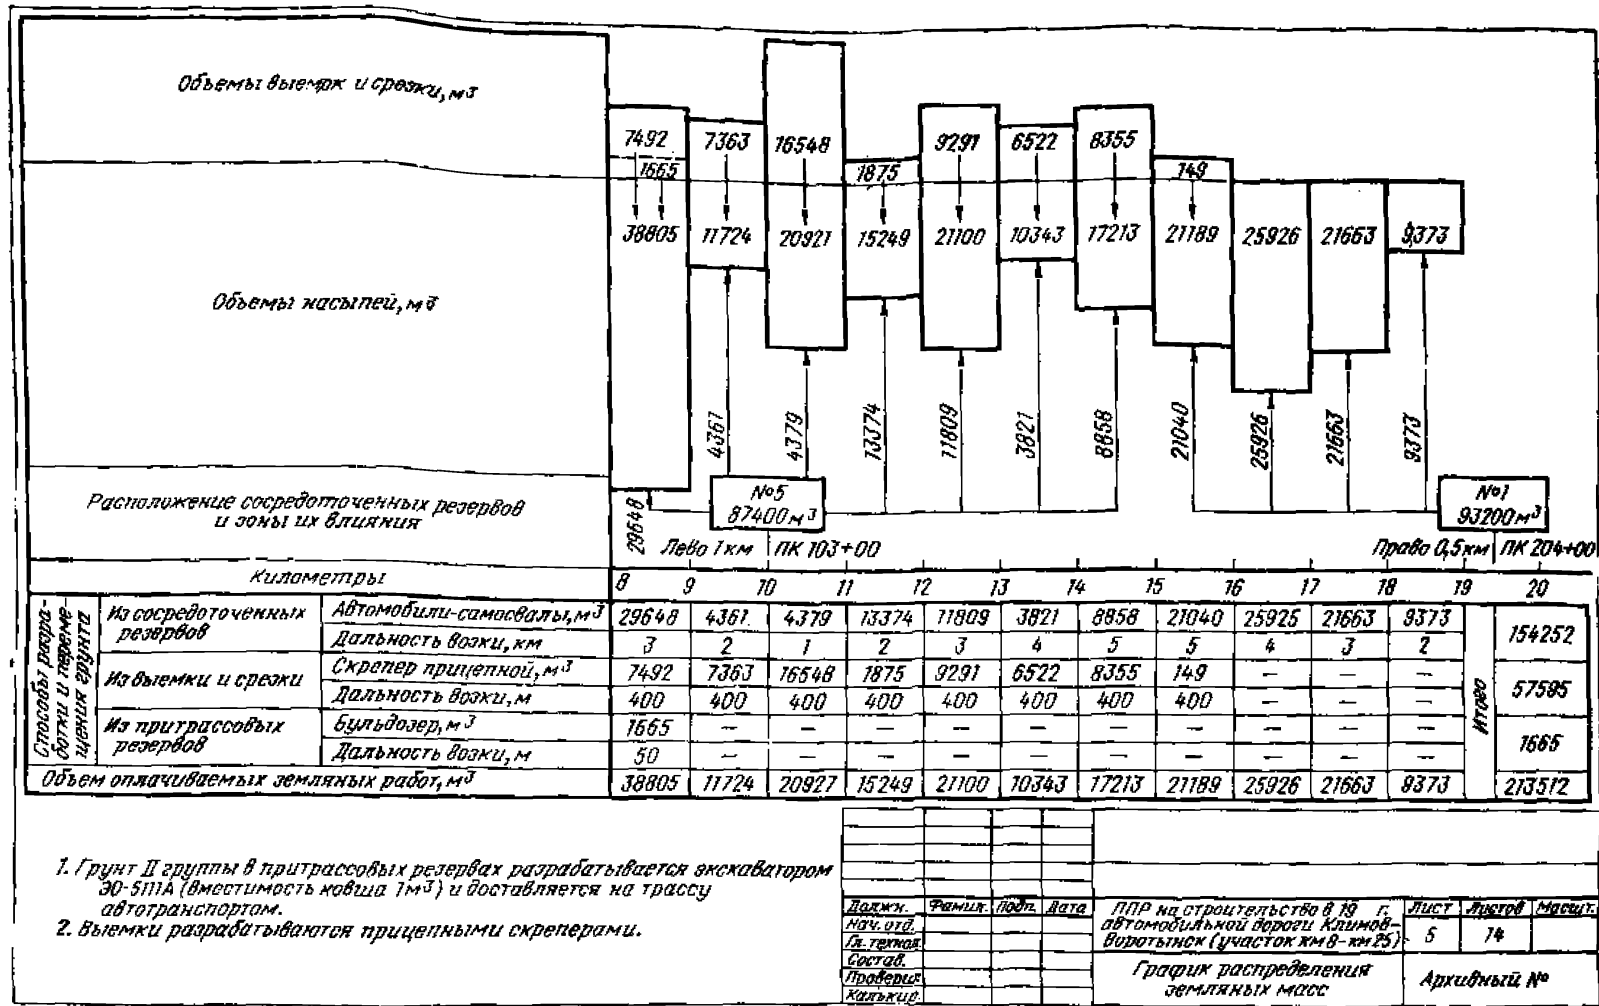 Объемы выемок и срезки, м³
7492 7363 16548 9291 6522 8355
1665 1875 149
38805 11724 20921 15249 21100 10343 17213 21189 25926 21663 9373
Объемы насыпей, м³
4361 4379 13374 11809 3821 8858 21040 25926 21663 9373
29648
Расположение сосредоточенных резервов
и зоны их влияния
№5
87400 м³
№1
93200 м³
Лево 1 км ПК 103+00
Право 0,5 км ПК 204+00
Километры 8 9 10 11 12 13 14 15 16 17 18 19 20
Способы разра-
ботки и переме-
щения грунта
Из сосредоточенных
резервов
Автомобили-самосвалы, м³ 29648 4361 4379 13374 11809 3821 8858 21040 25925 21663 9373
Дальность возки, км 3 2 1 2 3 4 5 5 4 3 2
154252
Из выемки и срезки
Скрепер прицепной, м³ 7492 7363 16548 1875 9291 6522 8355 149 – – –
Дальность возки, м 400 400 400 400 400 400 400 400 – – –
57595
Из притрассовых
резервов
Бульдозер, м³ 1665 – – – – – – – – – –
Дальность возки, м 50 – – – – – – – – – –
1665
Итого
Объем оплачиваемых земляных работ, м³ 38805 11724 20927 15249 21100 10343 17213 21189 25926 21663 9373 213512
1. Грунт II группы в притрассовых резервах разрабатывается экскаватором
ЭО-5111А (вместимость ковша 1м³) и доставляется на трассу
автотранспортом.
2. Выемки разрабатываются прицепными скреперами.
Должн. Фамил. Подп. Дата
Нач. отд.
Гл. технол.
Состав.
Проверил
Калькир.
ППР на строительство в 19 г.
автомобильной дороги Климов-
Воротынск (участок км 8-км 25)
Лист Листов Масшт.
5 14
График распределения
земляных масс
Архивный №